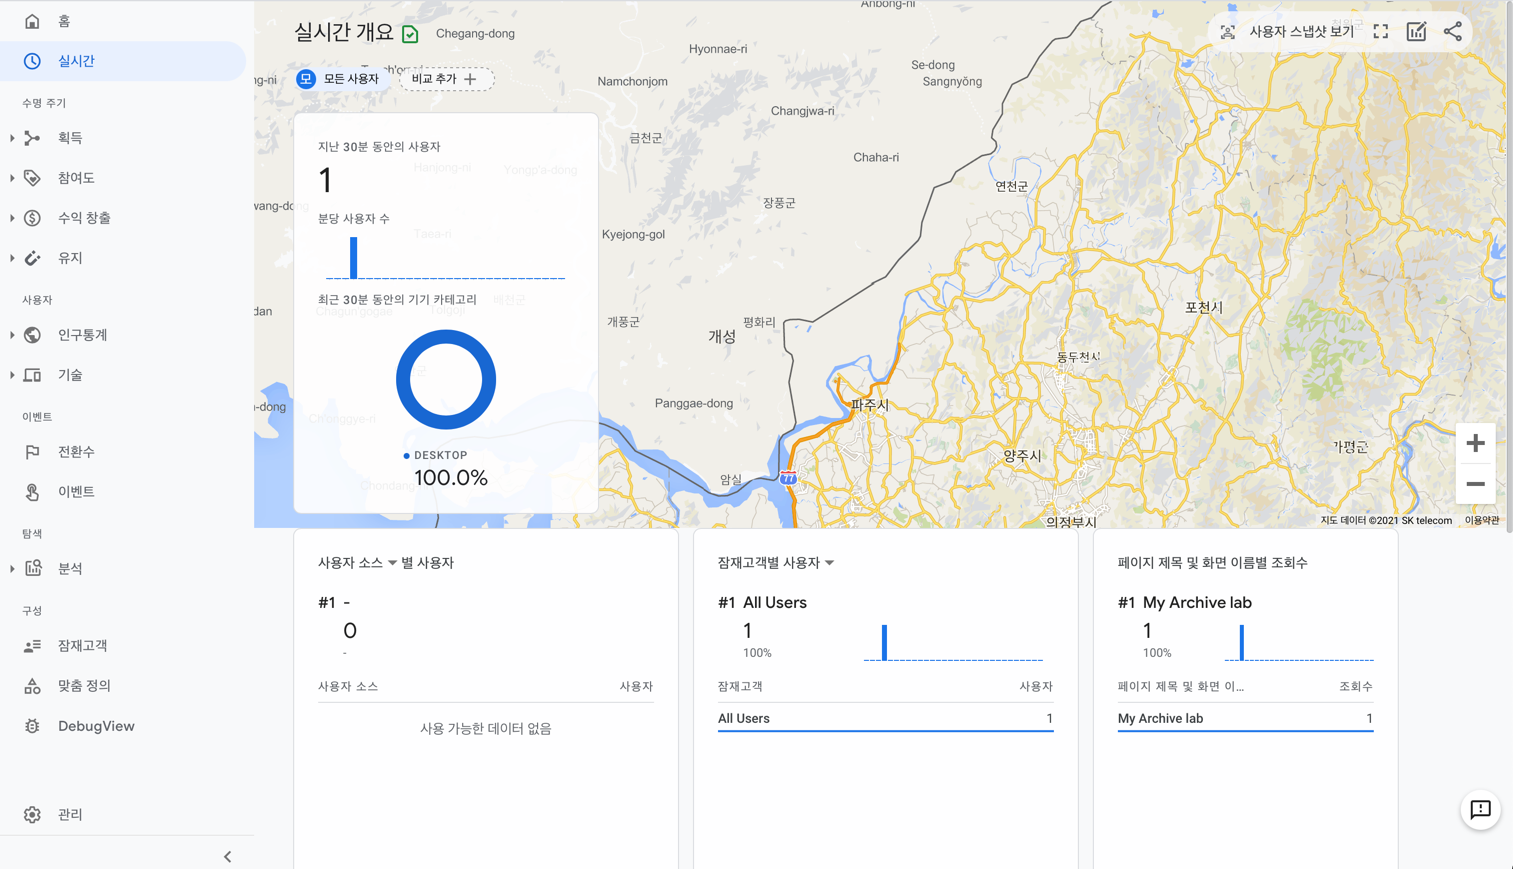 홈
실시간
수명 주기
획득
참여도
수익 창출
유지
사용자
인구통계
기술
이벤트
전환수
이벤트
탐색
분석
구성
잠재고객
맞춤 정의
DebugView
관리
실시간 개요
모 모든 사용자
비교 추가
사용자 스냅샷 보기
지난 30분 동안의 사용자
1
분당 사용자 수
최근 30분 동안의 기기 카테고리
DESKTOP
100.0%
Anbong-ni
Chegang-dong
Hyonnae-ri
Namchonjom
Se-dong
Sangnyŏng
Changjwa-ri
금천군
Hanjong-ni
Yongp'a-dong
Chaha-ri
연천군
장풍군
Kyejong-gol
개풍군
개성
평화리
포천시
동두천시
Panggae-dong
파주시
암실
77
양주시
가평군
의정부시
지도 데이터 ©2021 SK telecom
이용약관
사용자 소스 별 사용자
#1 -
0
-
사용자 소스 사용자
사용 가능한 데이터 없음
잠재고객별 사용자
#1 All Users
1
100%
잠재고객 사용자
All Users 1
페이지 제목 및 화면 이름별 조회수
#1 My Archive lab
1
100%
페이지 제목 및 화면 이... 조회수
My Archive lab 1